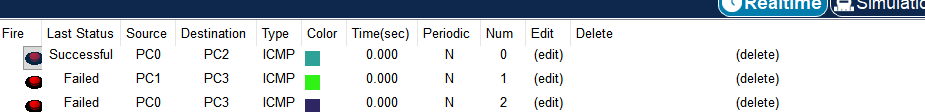 Realtime Simulation
Fire Last Status Source Destination Type Color Time(sec) Periodic Num Edit Delete
Successful PC0 PC2 ICMP 0.000 N 0 (edit) (delete)
Failed PC1 PC3 ICMP 0.000 N 1 (edit) (delete)
Failed PC0 PC3 ICMP 0.000 N 2 (edit) (delete)